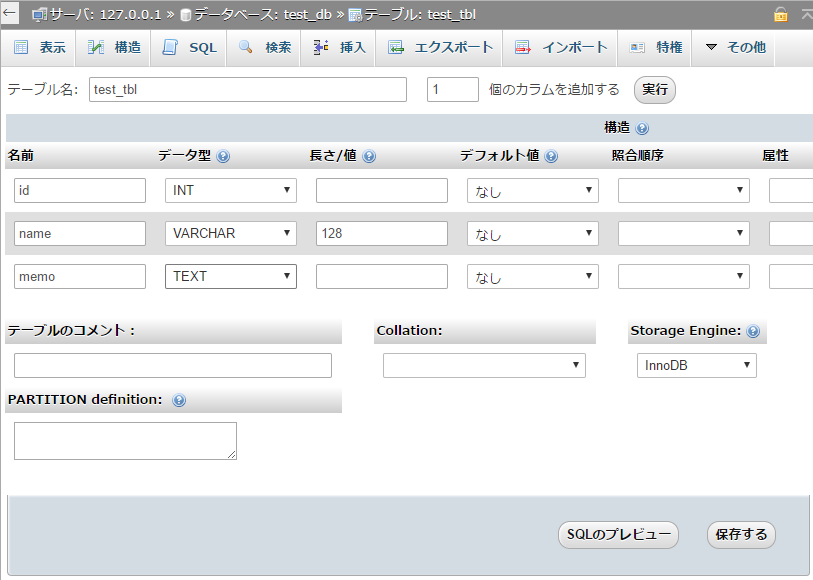 サーバ: 127.0.0.1 » データベース: test_db » テーブル: test_tbl
表示 構造 SQL 検索 挿入 エクスポート インポート 特権 その他
テーブル名: test_tbl 1 個のカラムを追加する 実行
構造
名前 データ型 長さ/値 デフォルト値 照合順序 属性
id INT なし
name VARCHAR 128 なし
memo TEXT なし
テーブルのコメント : Collation: Storage Engine:
InnoDB
PARTITION definition:
SQLのプレビュー 保存する